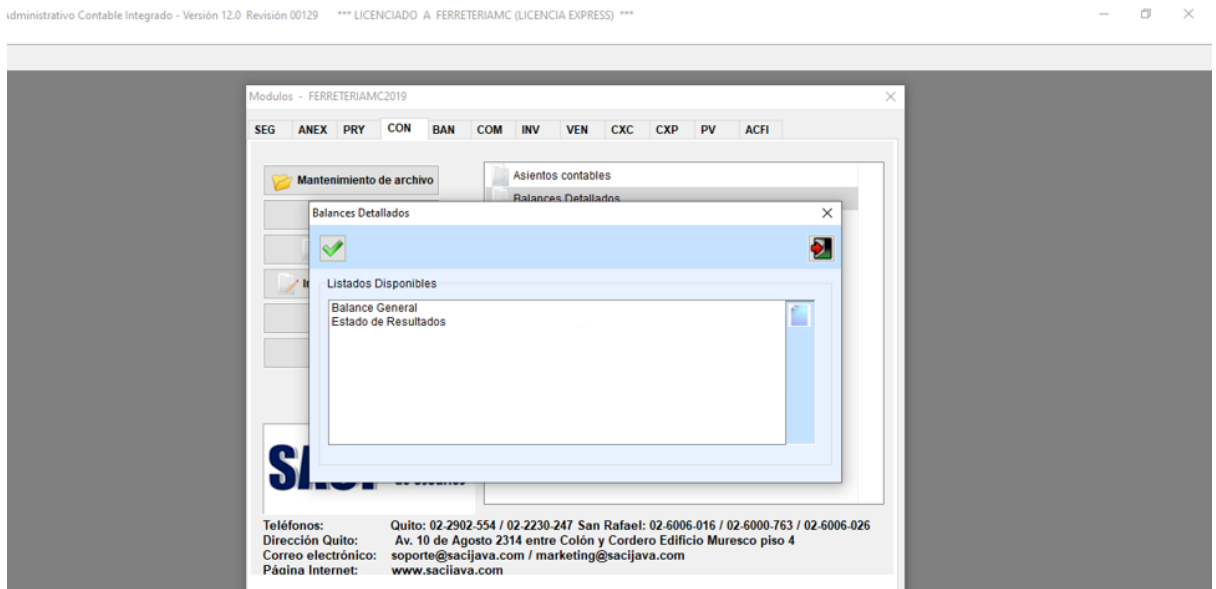 Administrativo Contable Integrado - Versión 12.0 Revisión 00129 *** LICENCIADO A FERRETERIAMC (LICENCIA EXPRESS) ***
Modulos - FERRETERIAMC2019
SEG ANEX PRY CON BAN COM INV VEN CXC CXP PV ACFI
Mantenimiento de archivo
Asientos contables
Balances Detallados
Balances Detallados
Listados Disponibles
Balance General
Estado de Resultados
Teléfonos: Quito: 02-2902-554 / 02-2230-247 San Rafael: 02-6006-016 / 02-6000-763 / 02-6006-026
Dirección Quito: Av. 10 de Agosto 2314 entre Colón y Cordero Edificio Muresco piso 4
Correo electrónico: soporte@sacijava.com / marketing@sacijava.com
Página Internet: www.sacijava.com